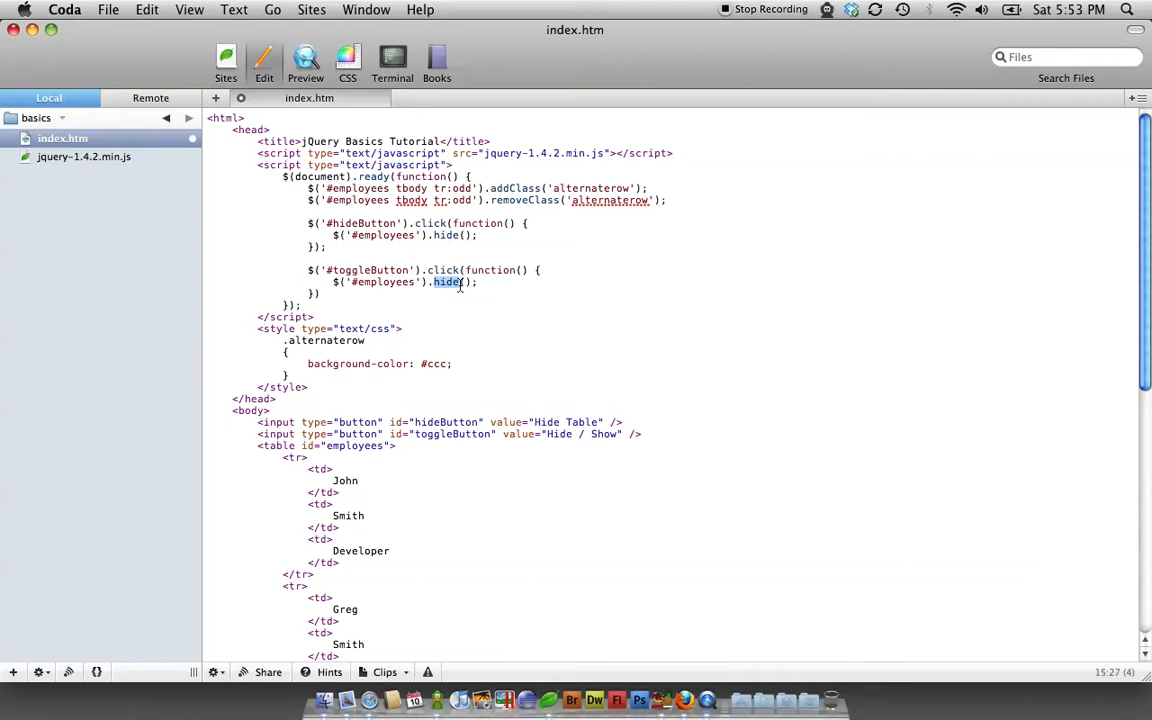 Coda File Edit View Text Go Sites Window Help Stop Recording Sat 5:53 PM
index.htm
Sites Edit Preview CSS Terminal Books Files
Search Files
Local Remote index.htm
basics
index.htm
jquery-1.4.2.min.js
<html>
<head>
<title>jQuery Basics Tutorial</title>
<script type="text/javascript" src="jquery-1.4.2.min.js"></script>
<script type="text/javascript">
$(document).ready(function() {
$('#employees tbody tr:odd').addClass('alternaterow');
$('#employees tbody tr:odd').removeClass('alternaterow');
$('#hideButton').click(function() {
$('#employees').hide();
});
$('#toggleButton').click(function() {
$('#employees').hide();
})
});
</script>
<style type="text/css">
.alternaterow
{
background-color: #ccc;
}
</style>
</head>
<body>
<input type="button" id="hideButton" value="Hide Table" />
<input type="button" id="toggleButton" value="Hide / Show" />
<table id="employees">
<tr>
<td>
John
</td>
<td>
Smith
</td>
<td>
Developer
</td>
</tr>
<tr>
<td>
Greg
</td>
<td>
Smith
</td>
Share Hints Clips 15:27 (4)
10 Br Dw Fl Ps